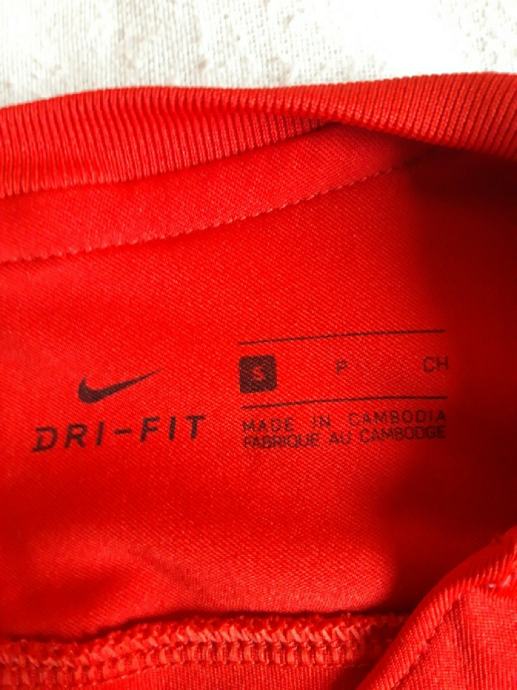 S P CH
DRI-FIT
MADE IN CAMBODIA
FABRIQUE AU CAMBODGE